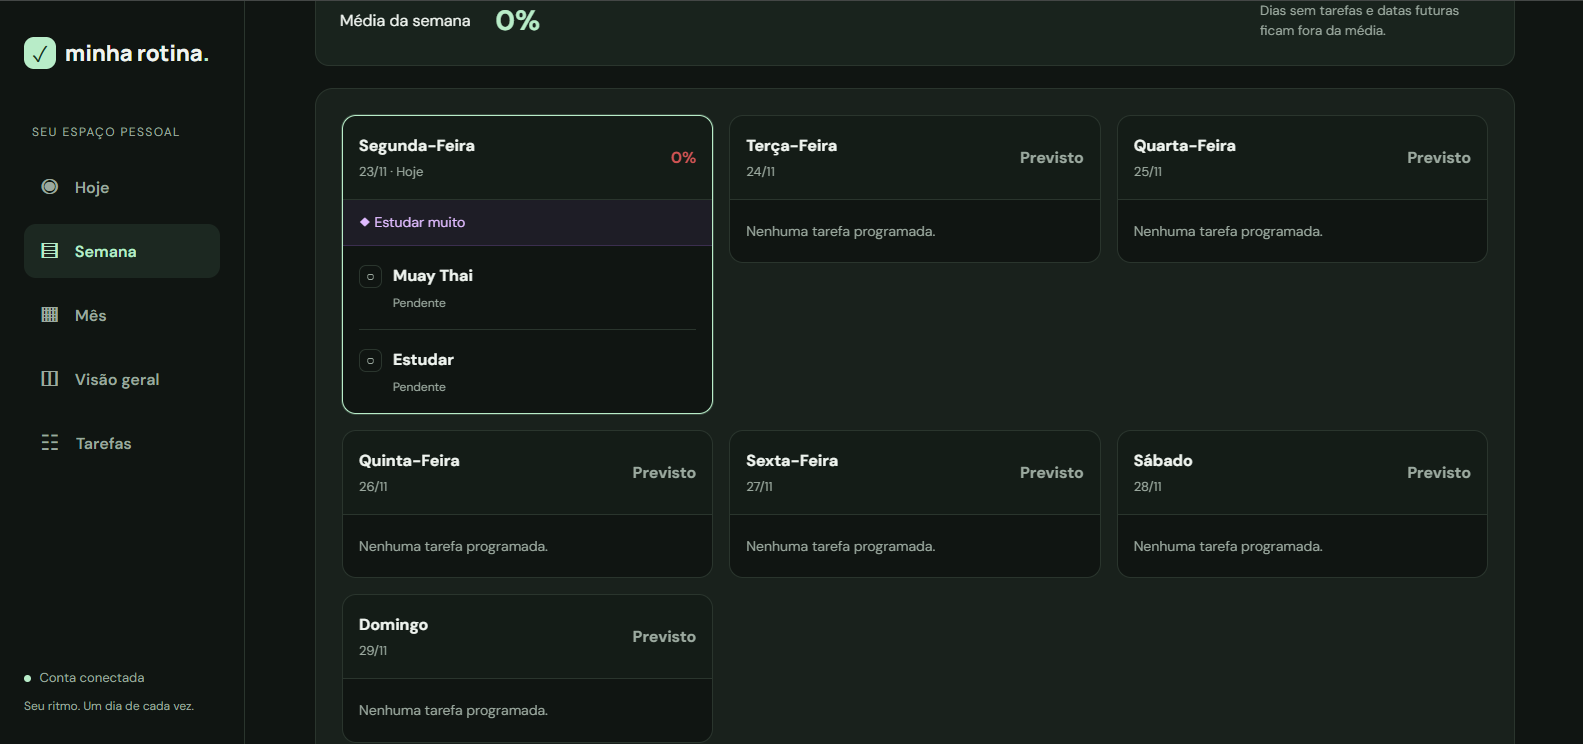 minha rotina.
SEU ESPAÇO PESSOAL
Hoje
Semana
Mês
Visão geral
Tarefas
Conta conectada
Seu ritmo. Um dia de cada vez.
Média da semana 0%
Dias sem tarefas e datas futuras
ficam fora da média.
Segunda-Feira
23/11 · Hoje
0%
Estudar muito
Muay Thai
Pendente
Estudar
Pendente
Terça-Feira
24/11
Previsto
Nenhuma tarefa programada.
Quarta-Feira
25/11
Previsto
Nenhuma tarefa programada.
Quinta-Feira
26/11
Previsto
Nenhuma tarefa programada.
Sexta-Feira
27/11
Previsto
Nenhuma tarefa programada.
Sábado
28/11
Previsto
Nenhuma tarefa programada.
Domingo
29/11
Previsto
Nenhuma tarefa programada.